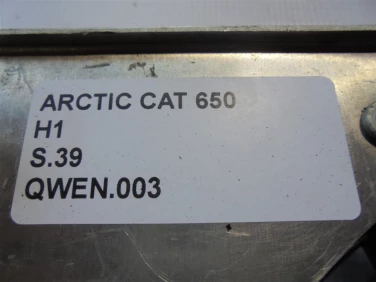 ARCTIC CAT 650
H1
S.39
QWEN.003